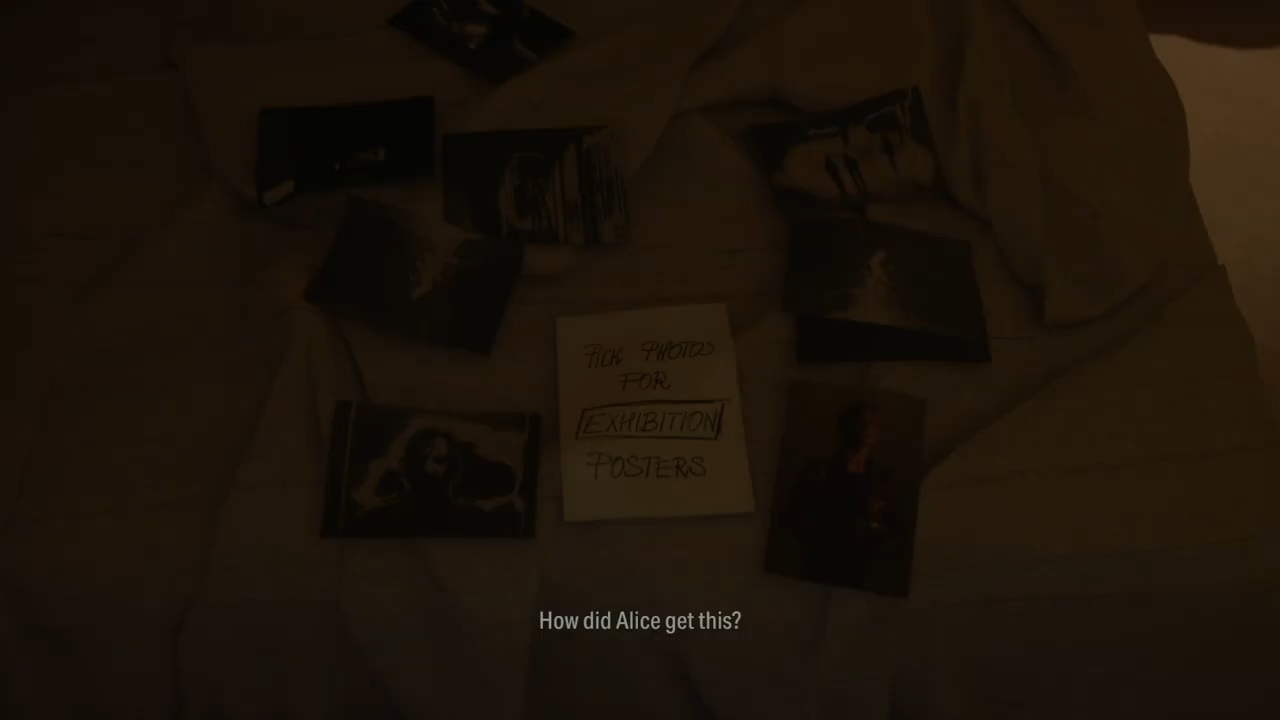 PICK PHOTOS
FOR
EXHIBITION
POSTERS
How did Alice get this?